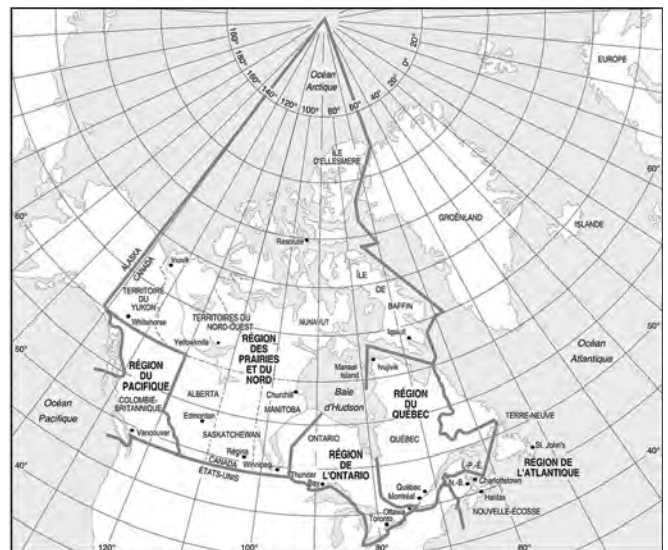 160°
180°
160°
140°
120°
100°
80°
60°
40°
20°
0°
20°
Océan
Arctique
EUROPE
ÎLE
D'ELLESMERE
60°
60°
GROËNLAND
ISLANDE
ALASKA
CANADA
Inuvik
Resolute
ÎLE
DE
BAFFIN
TERRITOIRE
DU
YUKON
Whitehorse
TERRITOIRES DU
NORD-OUEST
Yellowknife
NUNAVUT
Iqaluit
50°
50°
RÉGION
DES
PRAIRIES
ET DU
NORD
Mansel
Island
Ivujivik
Océan
Atlantique
RÉGION
DU
PACIFIQUE
COLOMBIE-
BRITANNIQUE
Océan
Pacifique
ALBERTA
Churchill
MANITOBA
Baie
d'Hudson
RÉGION
DU
QUÉBEC
TERRE-NEUVE
Edmonton
Vancouver
SASKATCHEWAN
ONTARIO
QUÉBEC
St. John's
40°
40°
Régina
CANADA
Winnipeg
ÉTATS-UNIS
Thunder
Bay
RÉGION
DE
L'ONTARIO
Î.-P.-É.
RÉGION DE
L'ATLANTIQUE
N.-B.
Charlottetown
Halifax
NOUVELLE-ÉCOSSE
Québec
Montréal
Ottawa
Toronto
120°
100°
80°
60°